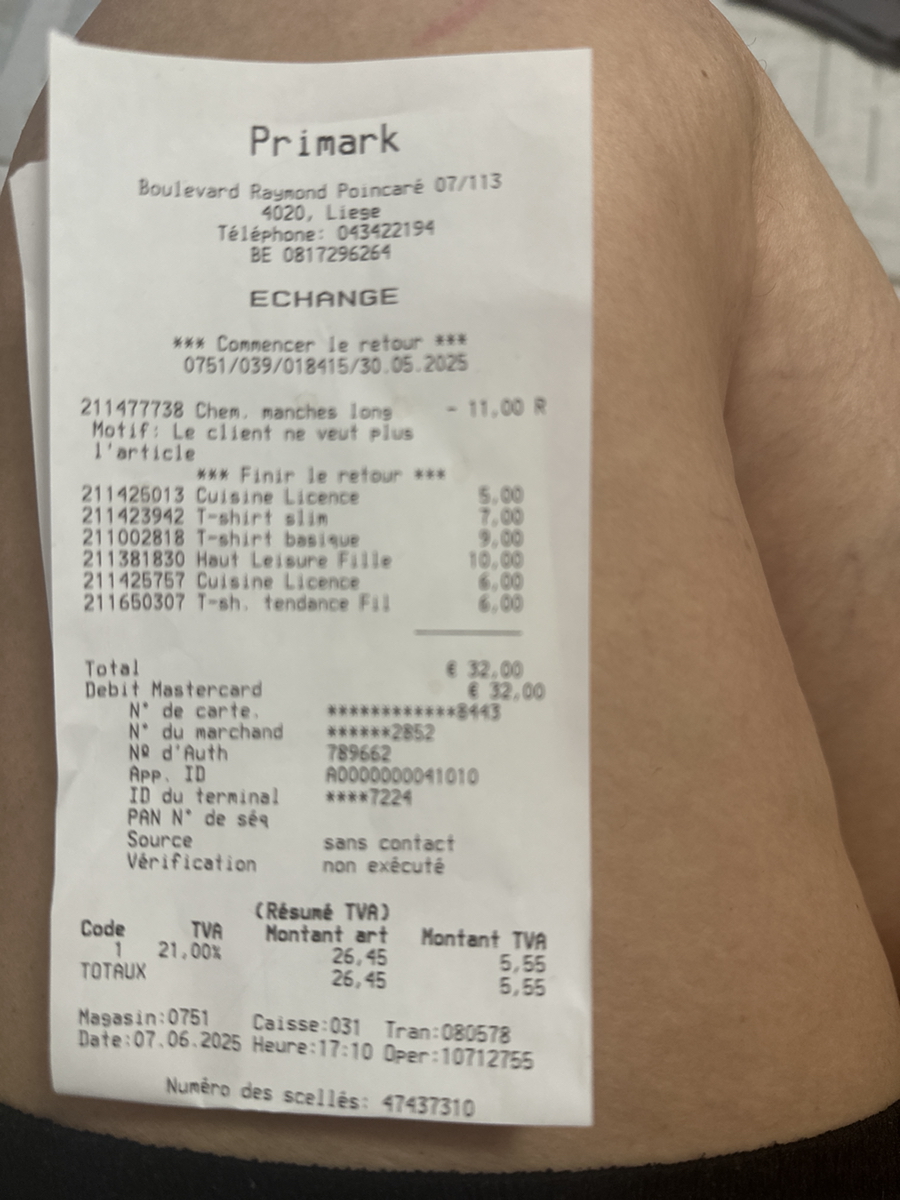 Primark
Boulevard Raymond Poincaré 07/113
4020, Liege
Téléphone: 043422194
BE 0817296264
ECHANGE
*** Commencer le retour ***
0751/039/018415/30.05.2025
211477738 Chem. manches long - 11,00 R
Motif: Le client ne veut plus
l'article
*** Finir le retour ***
211425013 Cuisine Licence 5,00
211423942 T-shirt slim 7,00
211002818 T-shirt basique 9,00
211381830 Haut Leisure Fille 10,00
211425757 Cuisine Licence 6,00
211650307 T-sh. tendance Fil 6,00
Total € 32,00
Debit Mastercard € 32,00
N° de carte. ************8443
N° du marchand ******2852
Nº d'Auth 789662
App. ID A0000000041010
ID du terminal ****7224
PAN N° de séq
Source sans contact
Vérification non exécuté
(Résumé TVA)
Code TVA Montant art Montant TVA
1 21,00% 26,45 5,55
TOTAUX 26,45 5,55
Magasin:0751 Caisse:031 Tran:080578
Date:07.06.2025 Heure:17:10 Oper:10712755
Numéro des scellés: 47437310